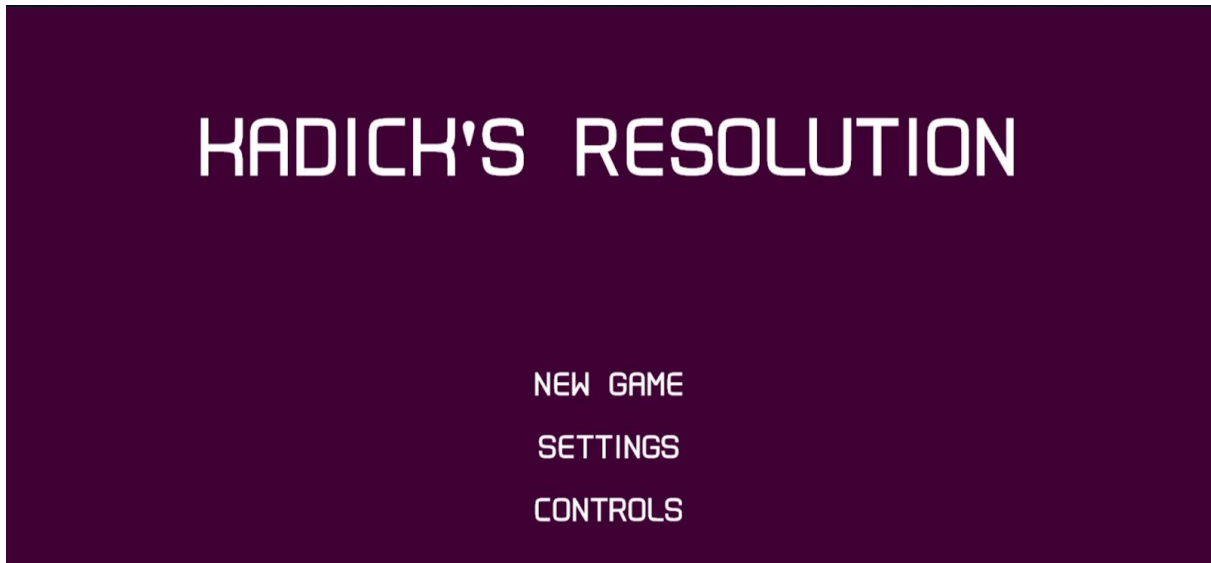 KADICK'S RESOLUTION
NEW GAME
SETTINGS
CONTROLS